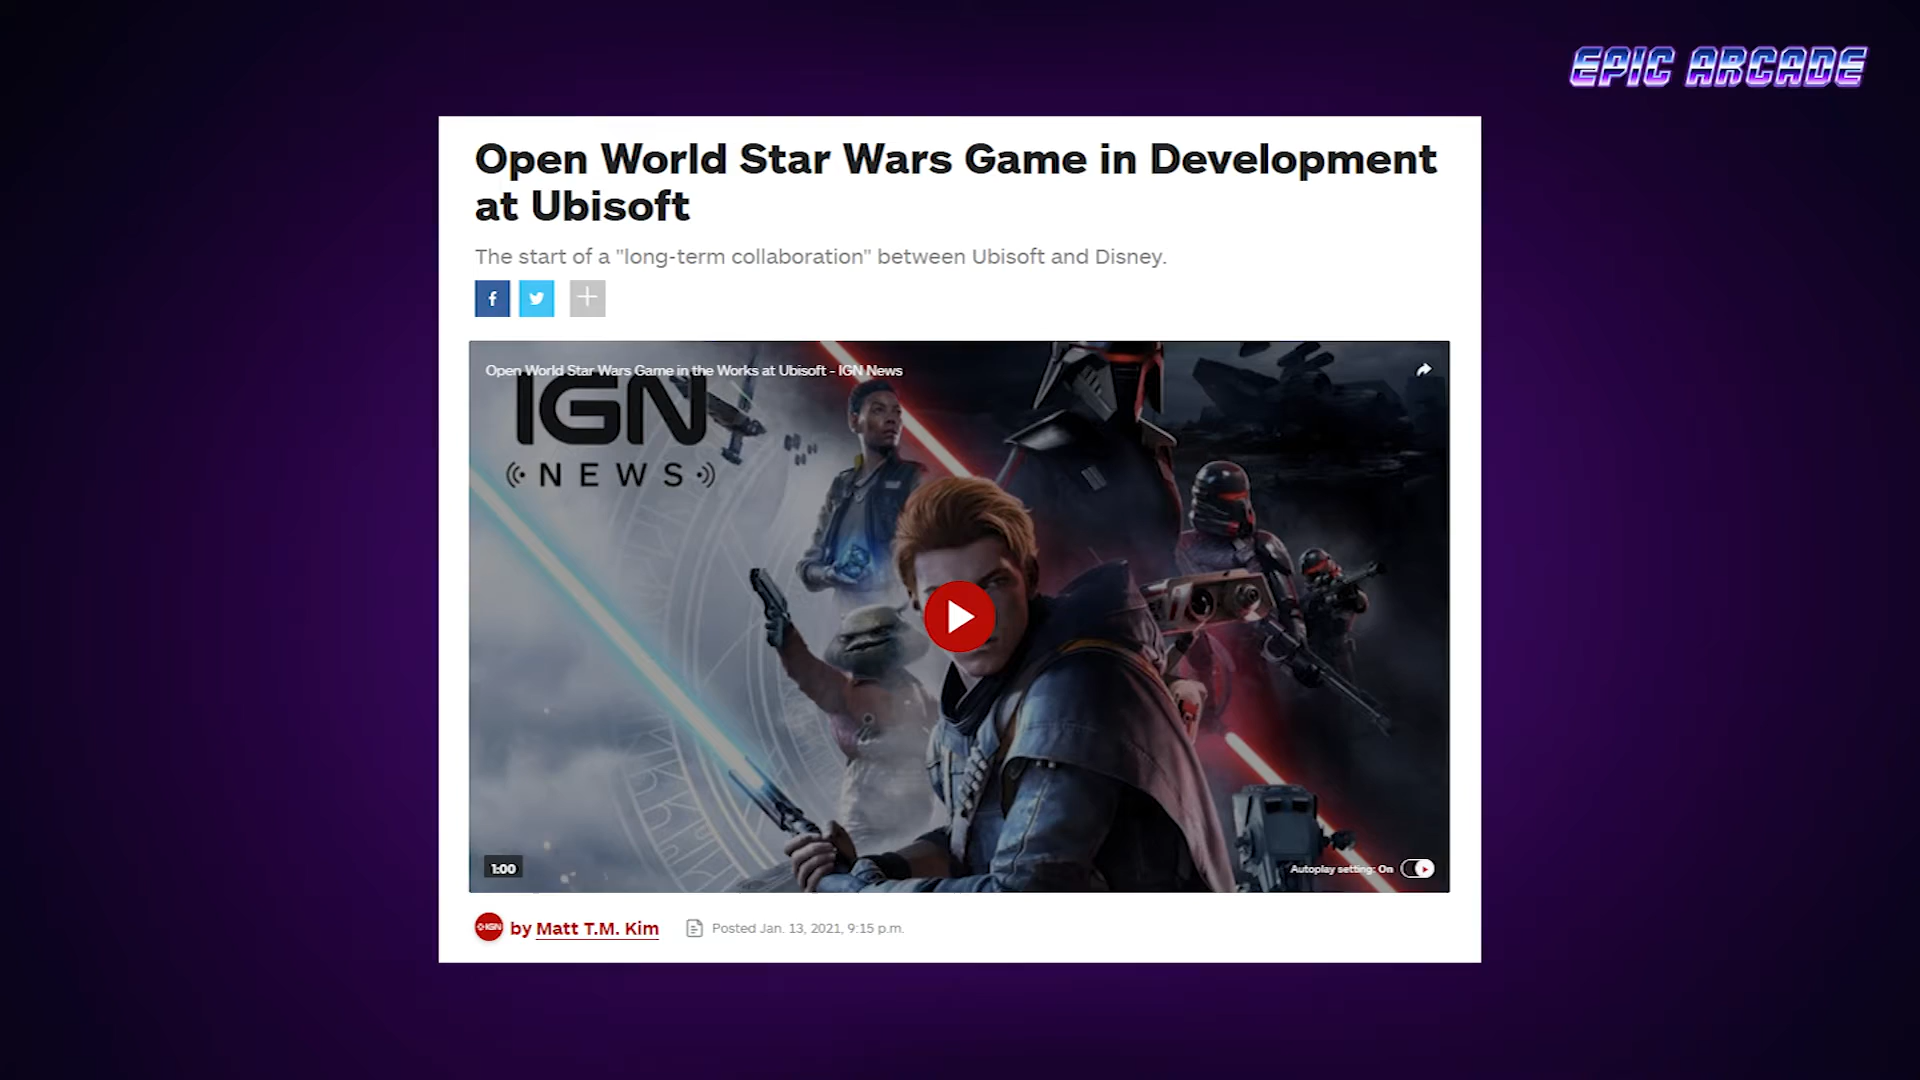 EPIC ARCADE
Open World Star Wars Game in Development
at Ubisoft
The start of a "long-term collaboration" between Ubisoft and Disney.
f
Open World Star Wars Game in the Works at Ubisoft - IGN News
IGN
NEWS
1:00
Autoplay setting: On
IGN by Matt T.M. Kim Posted Jan. 13, 2021, 9:15 p.m.